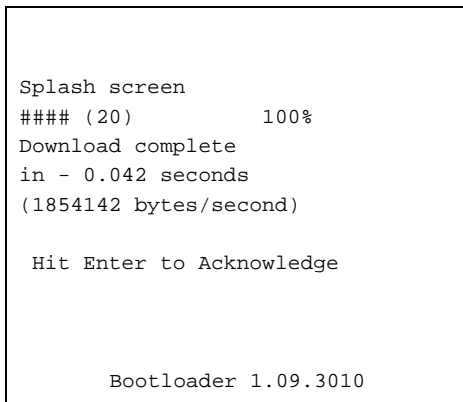 Splash screen
#### (20) 100%
Download complete
in - 0.042 seconds
(1854142 bytes/second)
Hit Enter to Acknowledge
Bootloader 1.09.3010